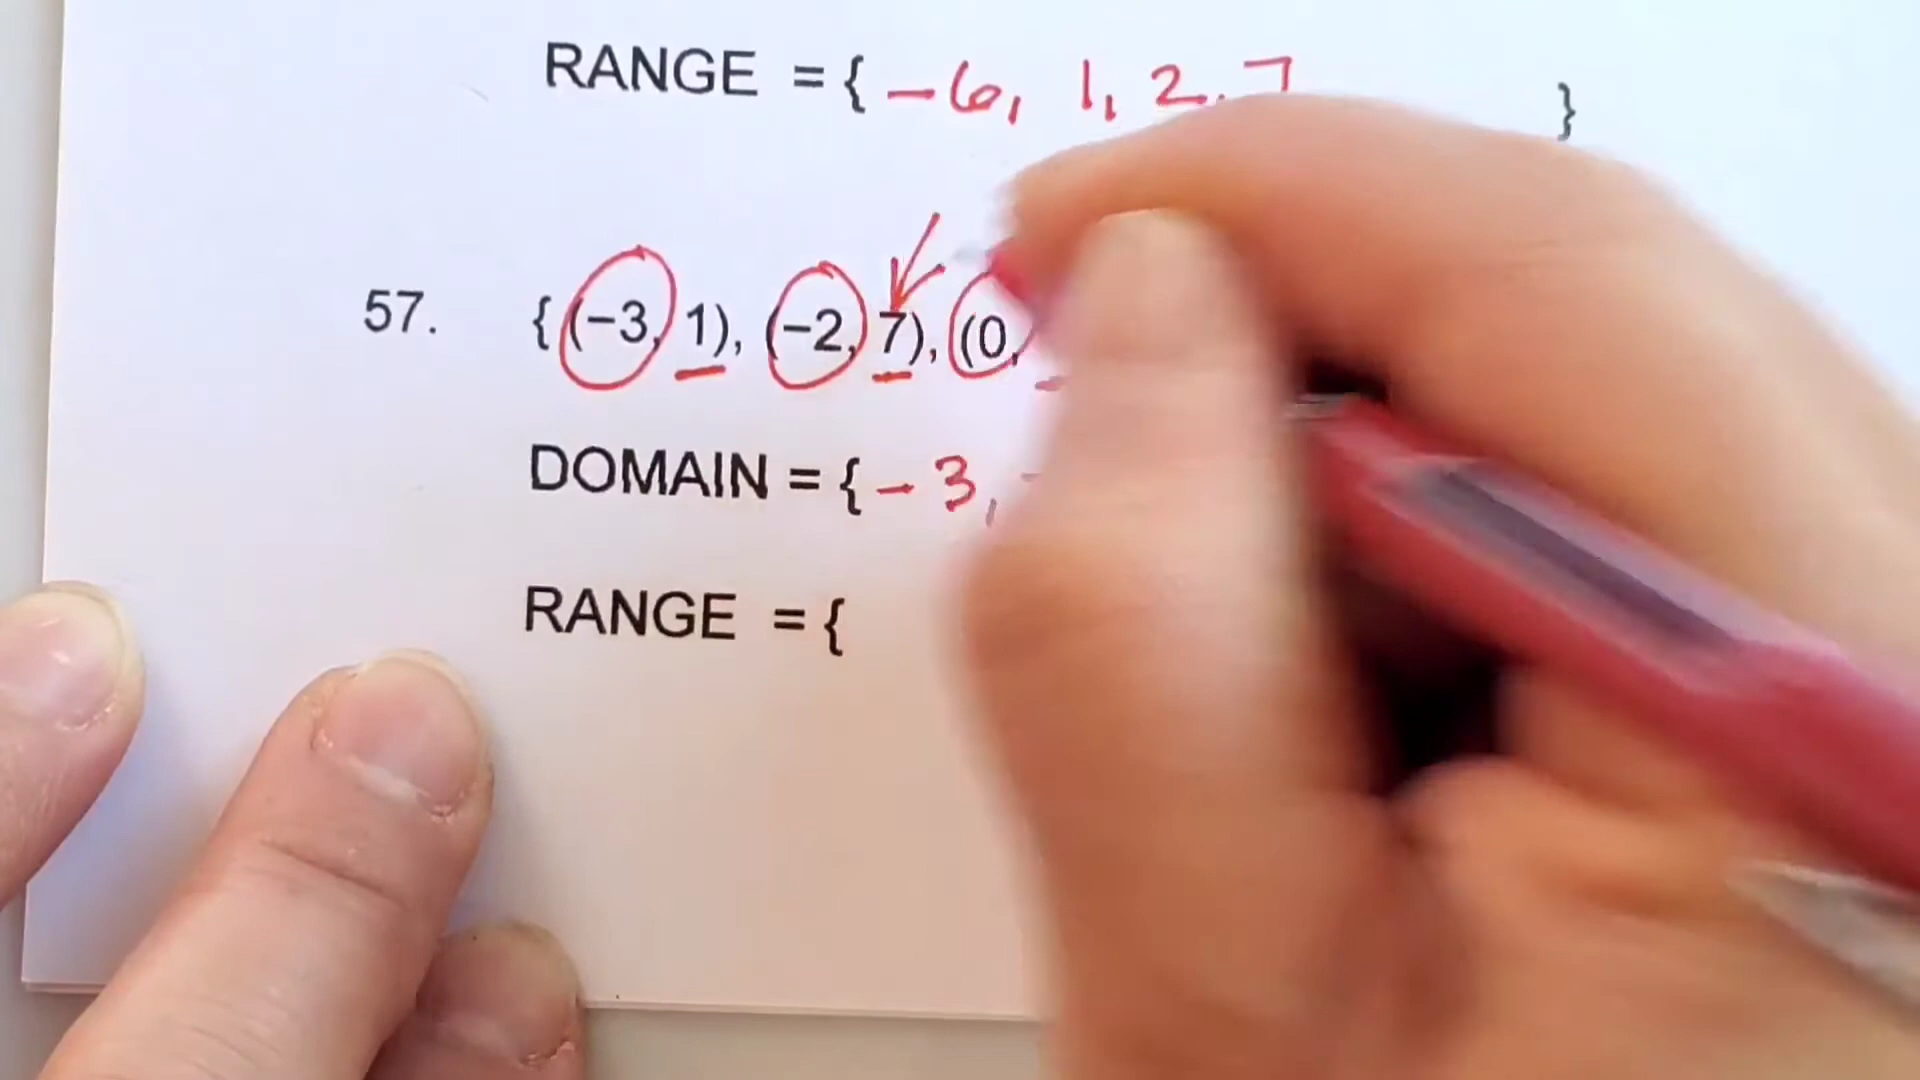 RANGE = { -6, 1, 2, 7 }
57. { (−3, 1), (−2, 7), (0,
DOMAIN = { - 3,
RANGE = {